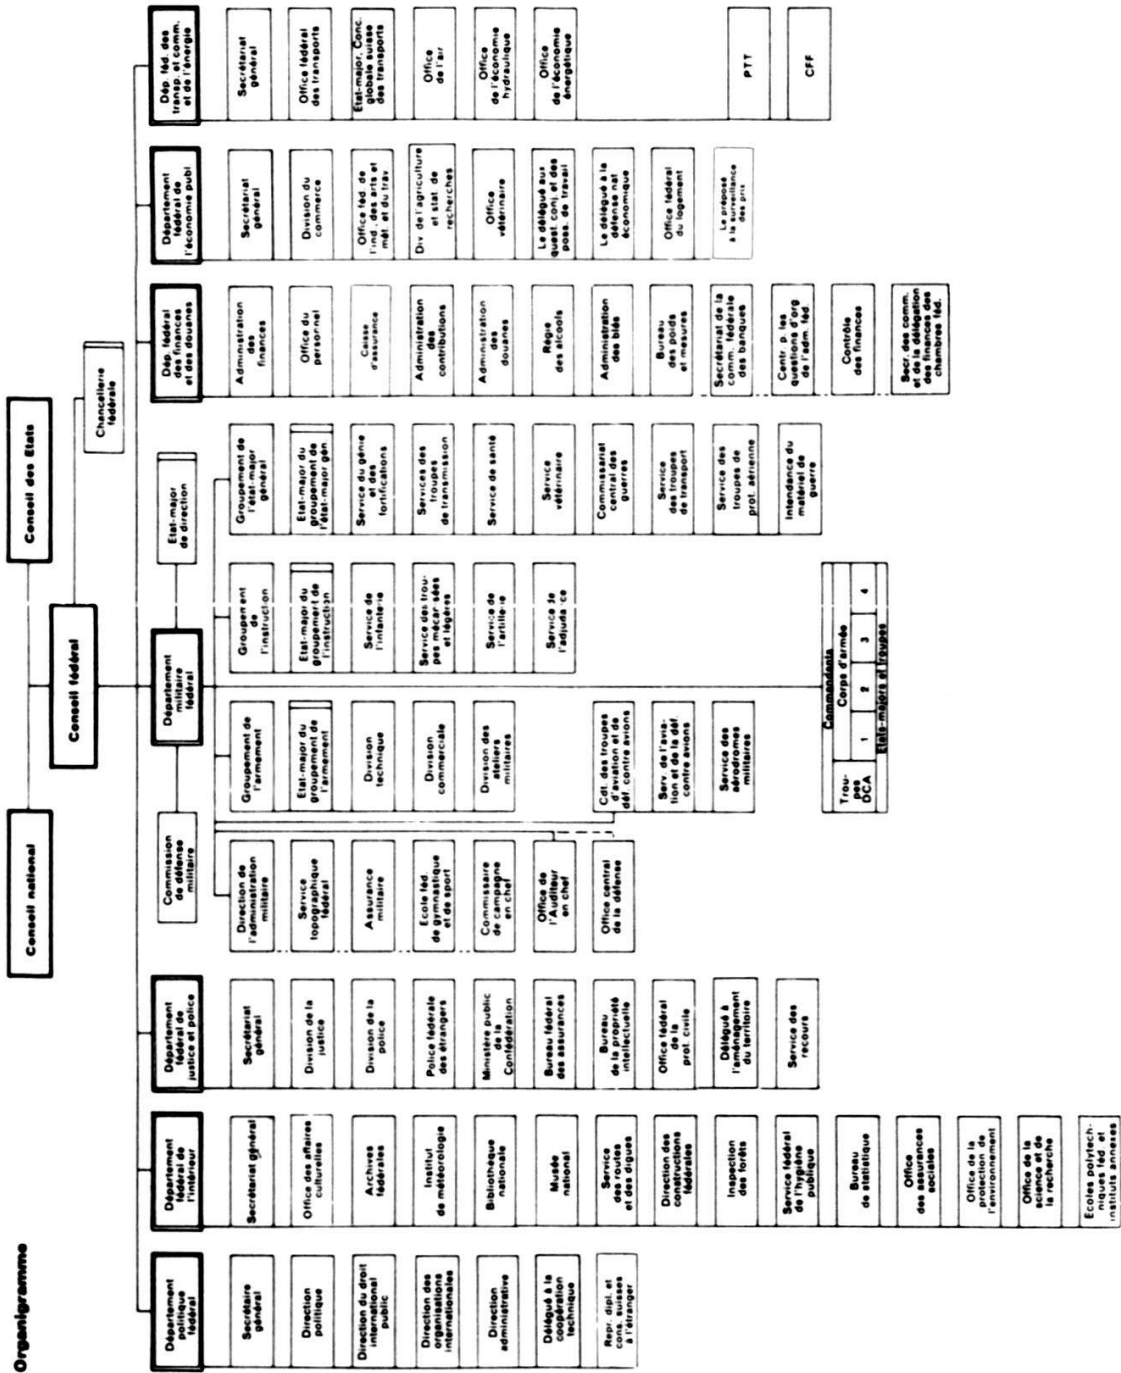 Organigramme
Conseil national
Conseil des Etats
Conseil fédéral
Chancellerie
fédérale
Département
politique
fédéral
Secrétaire
général
Direction
politique
Direction du droit
international
public
Direction des
organisations
internationales
Direction
administrative
Délégué à la
coopération
technique
Repr. dipl. et
cons. suisses
à l'étranger
Département
fédéral de
l'intérieur
Secrétariat général
Office des affaires
culturelles
Archives
fédérales
Institut
de météorologie
Bibliothèque
nationale
Musée
national
Service
des routes
et des digues
Direction des
constructions
fédérales
Inspection
des forêts
Service fédéral
de l'hygiène
publique
Bureau
de statistique
Office
des assurances
sociales
Office de la
protection de
l'environnement
Office de la
science et de
la recherche
Ecoles polytech-
niques féd. et
instituts annexes
Département
fédéral de
justice et police
Secrétariat
général
Division de la
justice
Division de la
police
Police fédérale
des étrangers
Ministère public
de la
Confédération
Bureau fédéral
des assurances
Bureau
de la propriété
intellectuelle
Office fédéral
de la
prot. civile
Délégué à
l'aménagement
du territoire
Service des
recours
Commission
de défense
militaire
Département
militaire
fédéral
Etat-major
de direction
Direction de
l'administration
militaire
Service
topographique
fédéral
Assurance
militaire
Ecole féd.
de gymnastique
et de sport
Commissaire
de campagne
en chef
Office de
l'Auditeur
en chef
Office central
de la défense
Groupement de
l'armement
Etat-major du
groupement de
l'armement
Division
technique
Division
commerciale
Division des
ateliers
militaires
Cdt. des troupes
d'aviation et de
déf. contre avions
Serv. de l'avia-
tion et de la déf.
contre avions
Service des
aérodromes
militaires
Groupement
de
l'instruction
Etat-major du
groupement de
l'instruction
Service de
l'infanterie
Service des trou-
pes mécanisées
et légères
Service de
l'artillerie
Service de
l'adjudance
Groupement de
l'état-major
général
Etat-major du
groupement de
l'état-major gén
Service du génie
et des
fortifications
Services des
troupes
de transmission
Service de santé
Service
vétérinaire
Commissariat
central des
guerres
Service
des troupes
de transport
Service des
troupes de
prot. aérienne
Intendance du
matériel de
guerre
Commandants
Trou-
pes
DCA
Corps d'armée
1 2 3 4
Etats-majors et troupes
Dép. fédéral
des finances
et des douanes
Administration
des
finances
Office du
personnel
Caisse
d'assurance
Administration
des
contributions
Administration
des
douanes
Régie
des alcools
Administration
des blés
Bureau
des poids
et mesures
Secrétariat de la
comm. fédérale
des banques
Centr p. les
questions d'org
de l'adm. féd.
Contrôle
des finances
Secr. des comm.
et de la délégation
des finances des
chambres féd.
Département
fédéral de
l'économie publ
Secrétariat
général
Division du
commerce
Office féd. de
l'ind., des arts et
mét. et du trav
Div de l'agriculture
et stat. de
recherches
Office
vétérinaire
Le délégué aux
quest. conj. et des
poss. de travail
Le délégué à la
défense nat
économique
Office fédéral
du logement
Le préposé
à la surveillance
des prix
Dép. féd. des
transp. et comm.
et de l'énergie
Secrétariat
général
Office fédéral
des transports
Etat-major, Conc.
globale suisse
des transports
Office
de l'air
Office
de l'économie
hydraulique
Office
de l'économie
énergétique
PTT
CFF